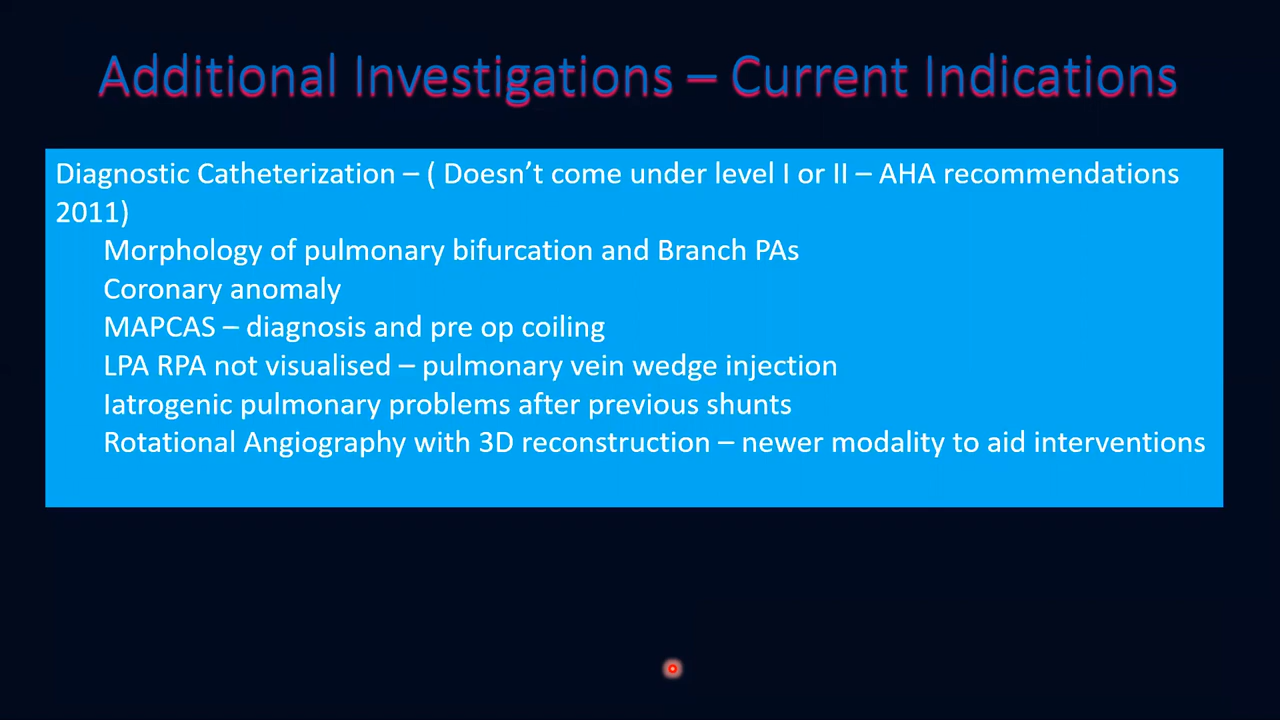 Additional Investigations – Current Indications
Diagnostic Catheterization – ( Doesn’t come under level I or II – AHA recommendations
2011)
Morphology of pulmonary bifurcation and Branch PAs
Coronary anomaly
MAPCAS – diagnosis and pre op coiling
LPA RPA not visualised – pulmonary vein wedge injection
Iatrogenic pulmonary problems after previous shunts
Rotational Angiography with 3D reconstruction – newer modality to aid interventions